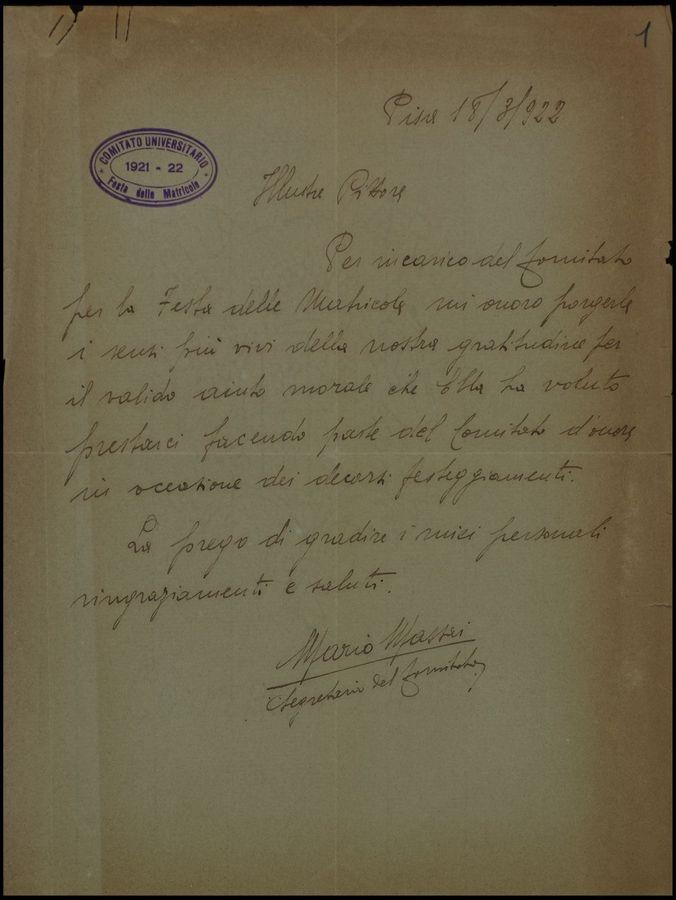 1
Pisa 18/3/922
COMITATO UNIVERSITARIO
1921 - 22
Festa delle Matricole
Illustre Pittore
Per incarico del Comitato
per la Festa delle Matricole mi onoro porgerle
i sensi più vivi della nostra gratitudine per
il valido aiuto morale che Ella ha voluto
prestarci facendo parte del Comitato d'onore
in occasione dei decorsi festeggiamenti.
La prego di gradire i miei personali
ringraziamenti e saluti.
Mario Massei
Segretario del Comitato